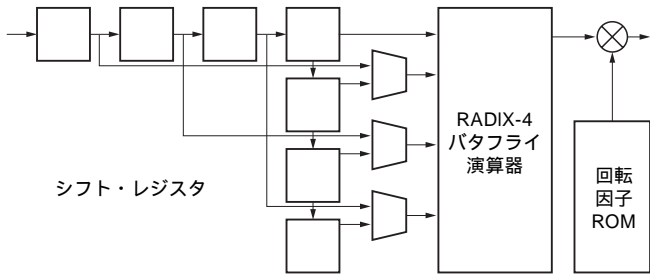 RADIX-4
バタフライ
演算器
シフト・レジスタ
回転
因子
ROM